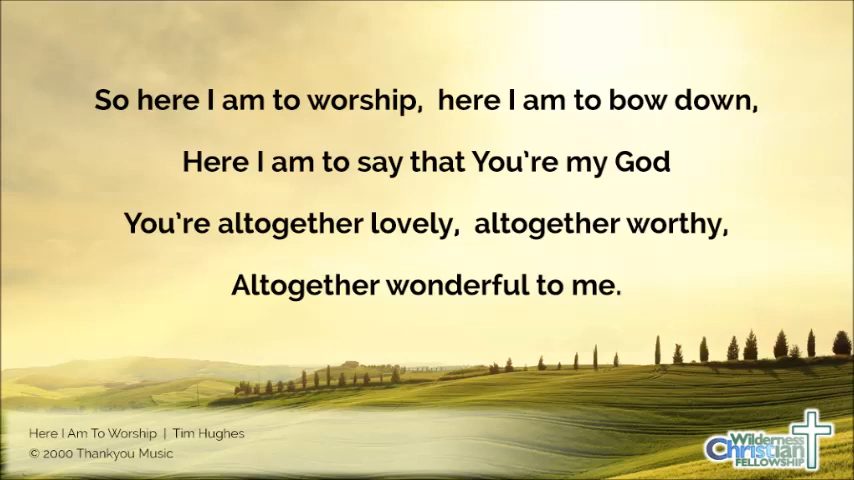 So here I am to worship,  here I am to bow down,
Here I am to say that You're my God
You're altogether lovely,  altogether worthy,
Altogether wonderful to me.
Here I Am To Worship | Tim Hughes
© 2000 Thankyou Music
Wilderness
Christian
FELLOWSHIP